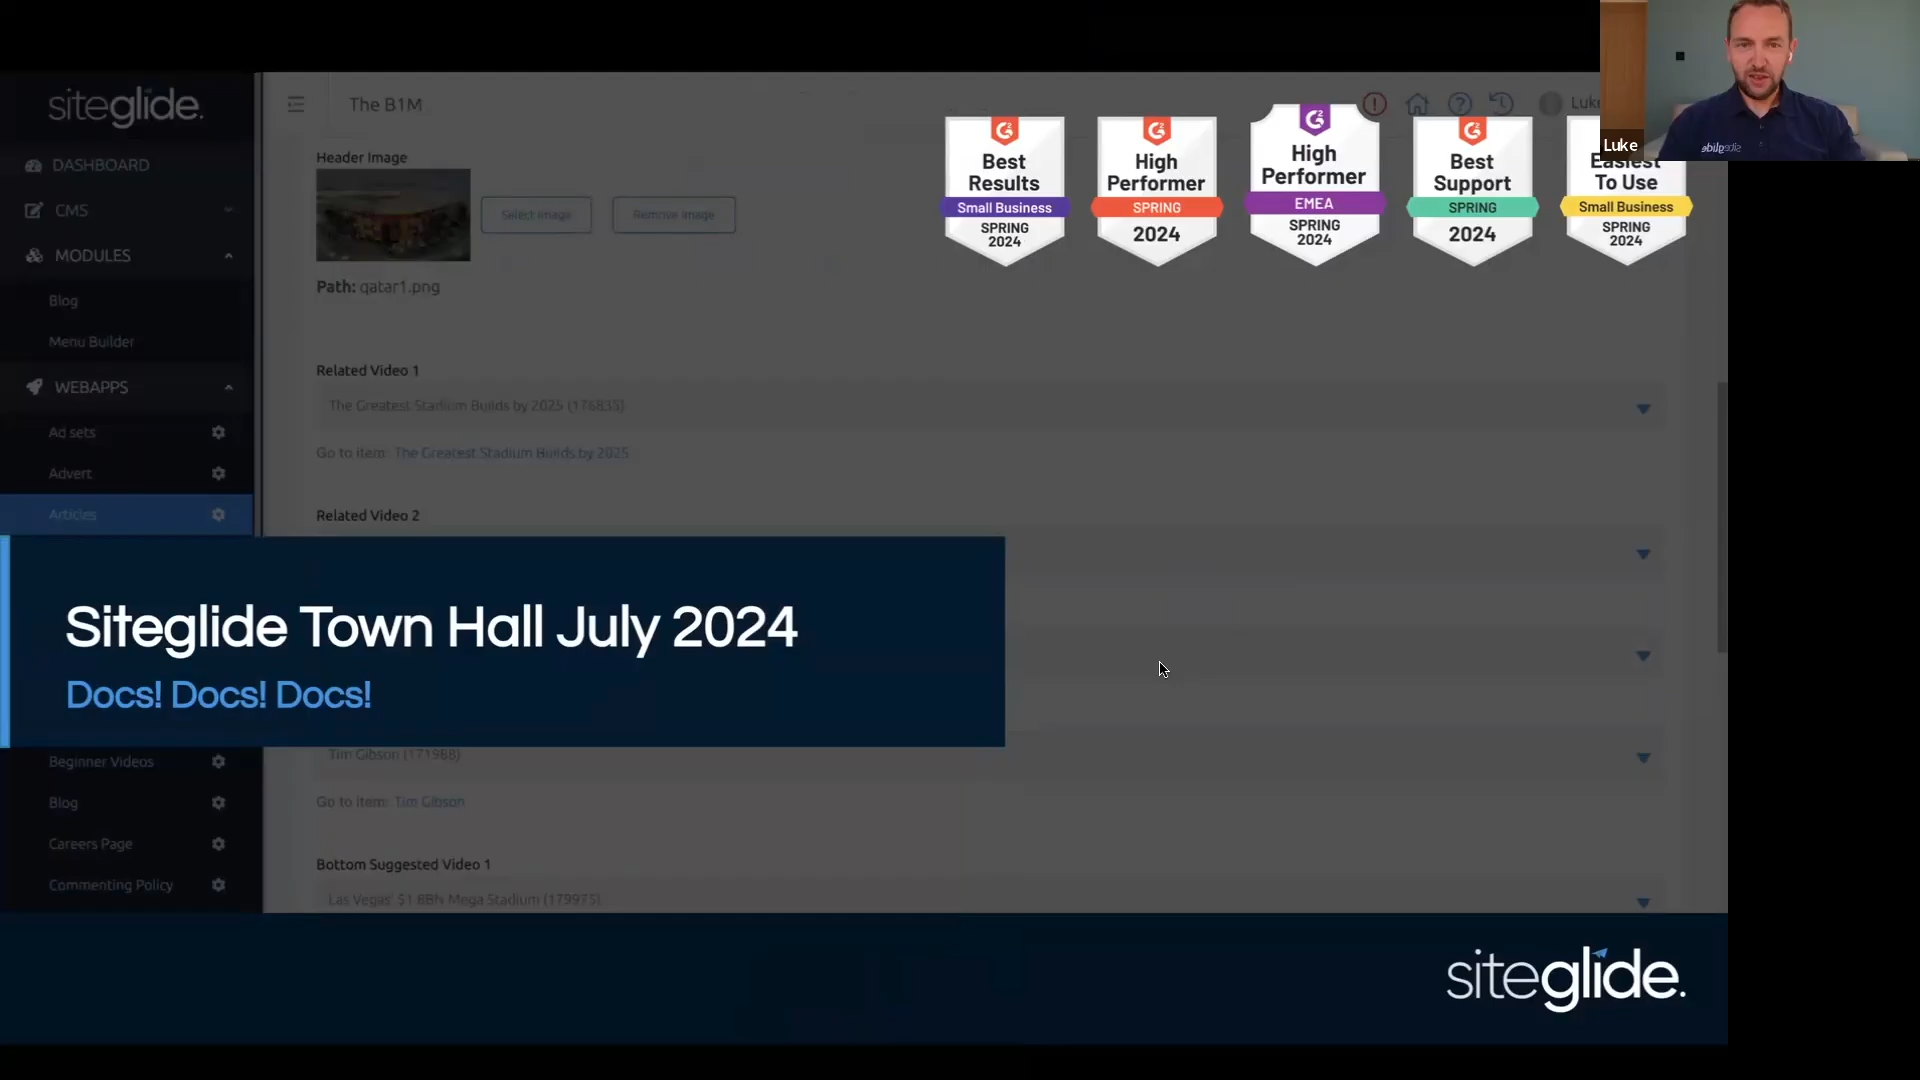 siteglide.
The B1M
Luke
DASHBOARD
CMS
MODULES
Blog
Menu Builder
WEBAPPS
Ad sets
Advert
Articles
Header Image
Select Image
Remove Image
Path: qatar1.png
Related Video 1
The Greatest Stadium Builds by 2025 (176835)
Go to item: The Greatest Stadium Builds by 2025
Related Video 2
Best
Results
Small Business
SPRING
2024
High
Performer
SPRING
2024
High
Performer
EMEA
SPRING
2024
Best
Support
SPRING
2024
Easiest
To Use
Small Business
SPRING
2024
Luke
siteglide
Siteglide Town Hall July 2024
Docs! Docs! Docs!
Tim Gibson (171988)
Go to item: Tim Gibson
Beginner Videos
Blog
Careers Page
Commenting Policy
Bottom Suggested Video 1
Las Vegas' $1.8BN Mega Stadium (179975)
siteglide.